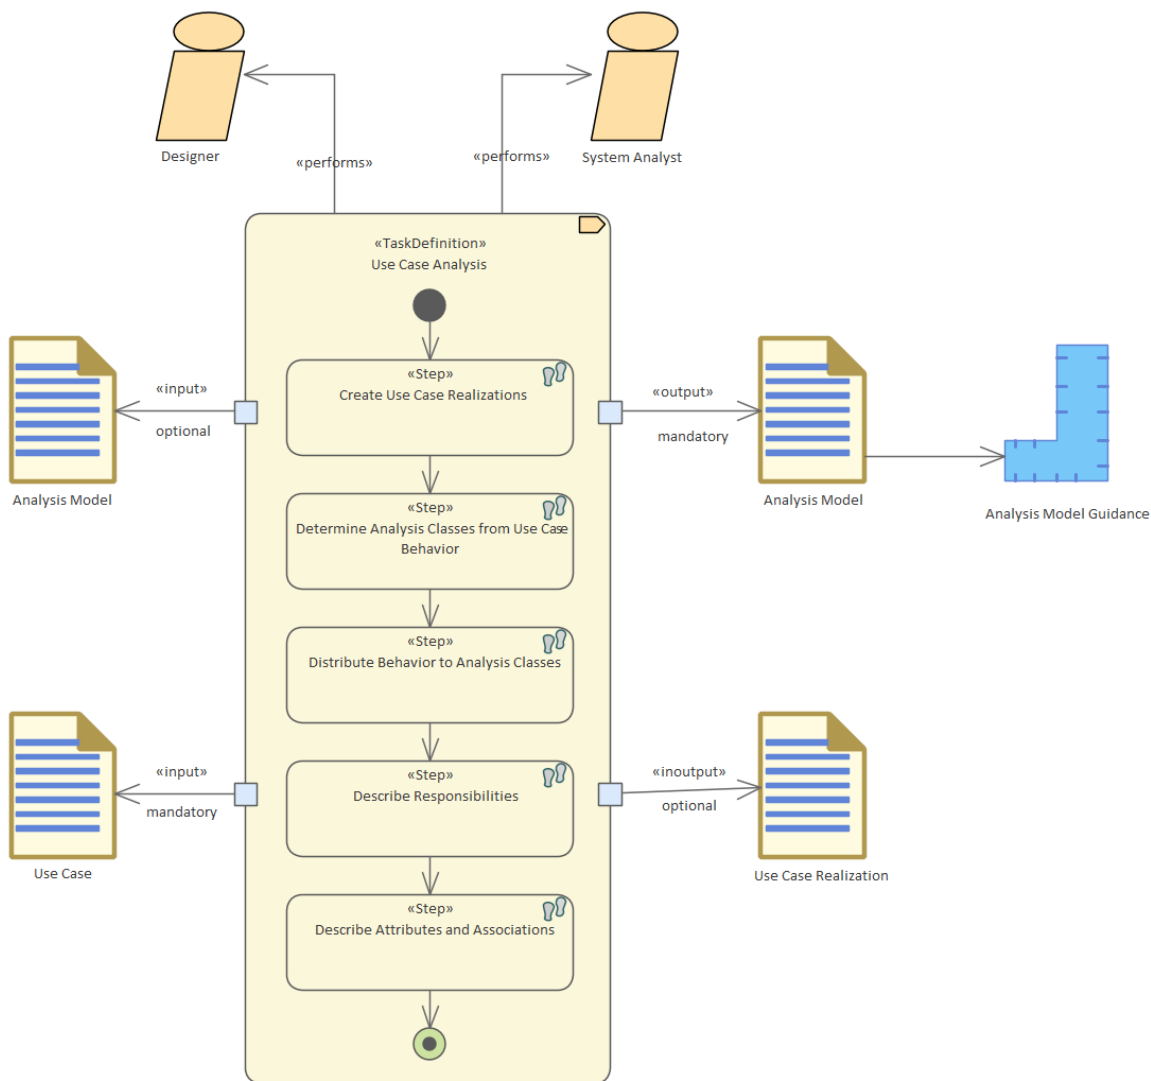 Designer
System Analyst
«performs»
«performs»
«TaskDefinition»
Use Case Analysis
«Step»
Create Use Case Realizations
«input»
optional
Analysis Model
«output»
mandatory
Analysis Model
Analysis Model Guidance
«Step»
Determine Analysis Classes from Use Case
Behavior
«Step»
Distribute Behavior to Analysis Classes
«Step»
Describe Responsibilities
«input»
mandatory
Use Case
«inoutput»
optional
Use Case Realization
«Step»
Describe Attributes and Associations